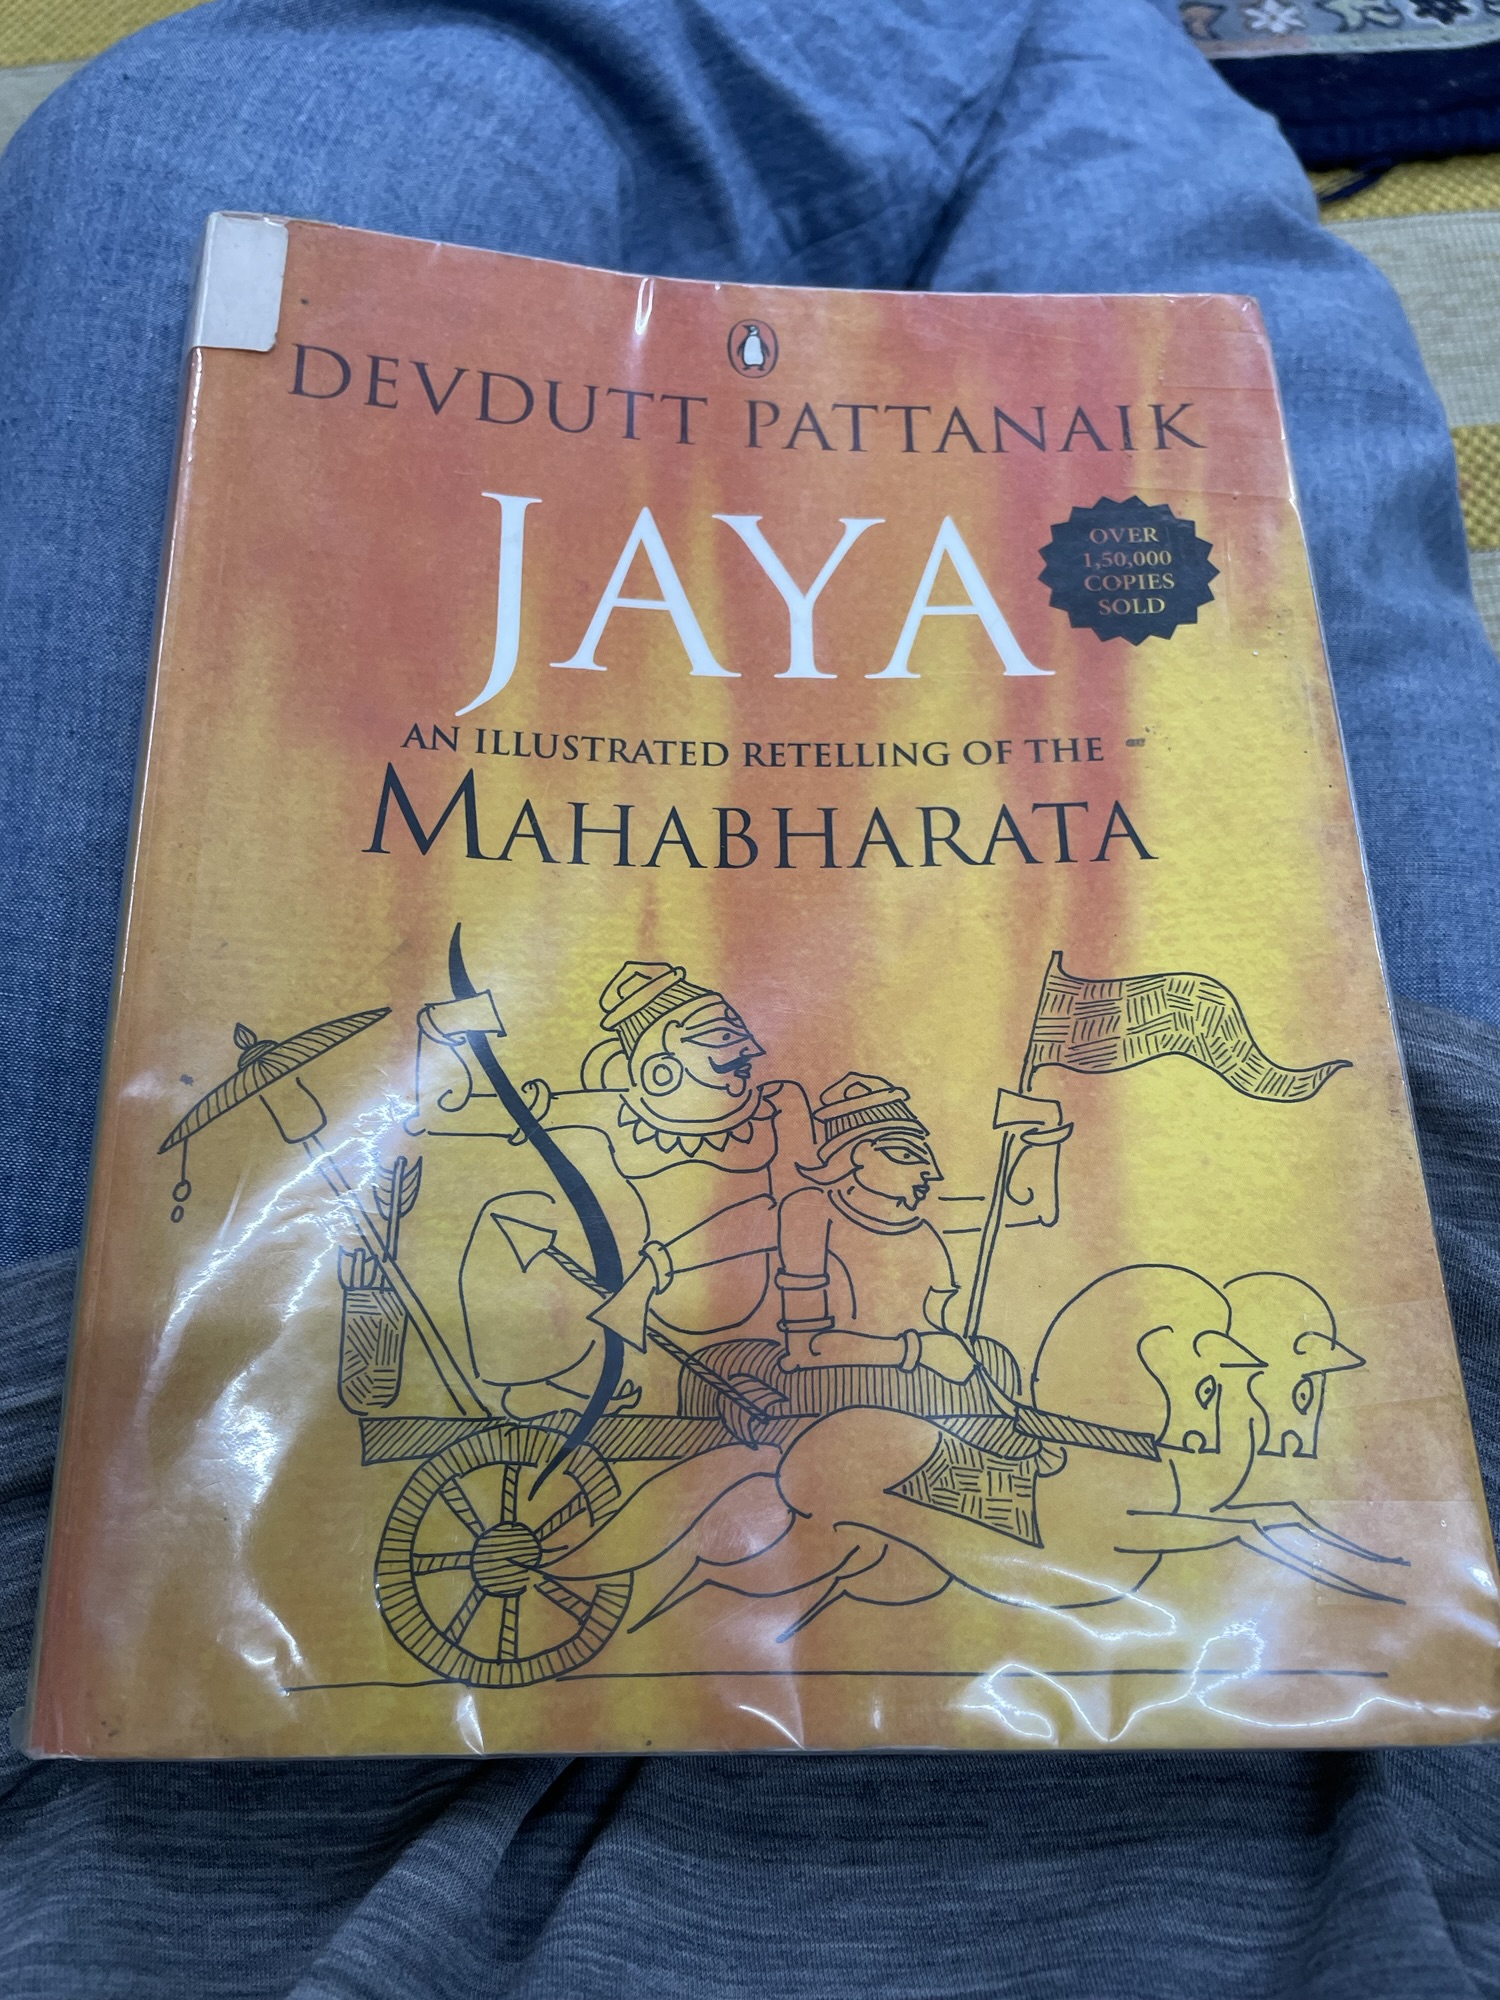 DEVDUTT PATTANAIK
JAYA
OVER
1,50,000
COPIES
SOLD
AN ILLUSTRATED RETELLING OF THE
MAHABHARATA